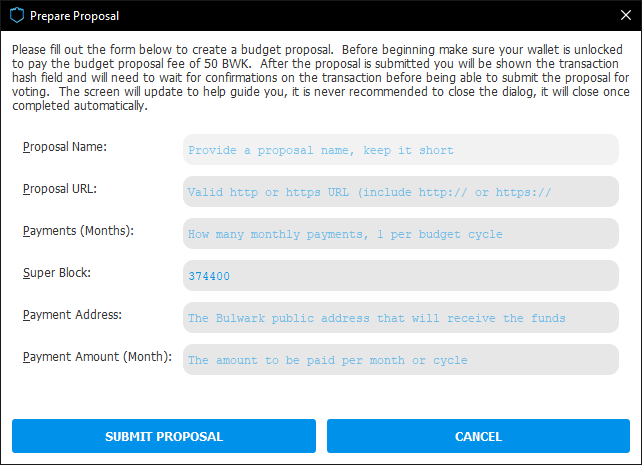 Prepare Proposal
Please fill out the form below to create a budget proposal.  Before beginning make sure your wallet is unlocked
to pay the budget proposal fee of 50 BWK.  After the proposal is submitted you will be shown the transaction
hash field and will need to wait for confirmations on the transaction before being able to submit the proposal for
voting.  The screen will update to help guide you, it is never recommended to close the dialog, it will close once
completed automatically.
Proposal Name: Provide a proposal name, keep it short
Proposal URL: Valid http or https URL (include http:// or https://
Payments (Months): How many monthly payments, 1 per budget cycle
Super Block: 374400
Payment Address: The Bulwark public address that will receive the funds
Payment Amount (Month): The amount to be paid per month or cycle
SUBMIT PROPOSAL CANCEL